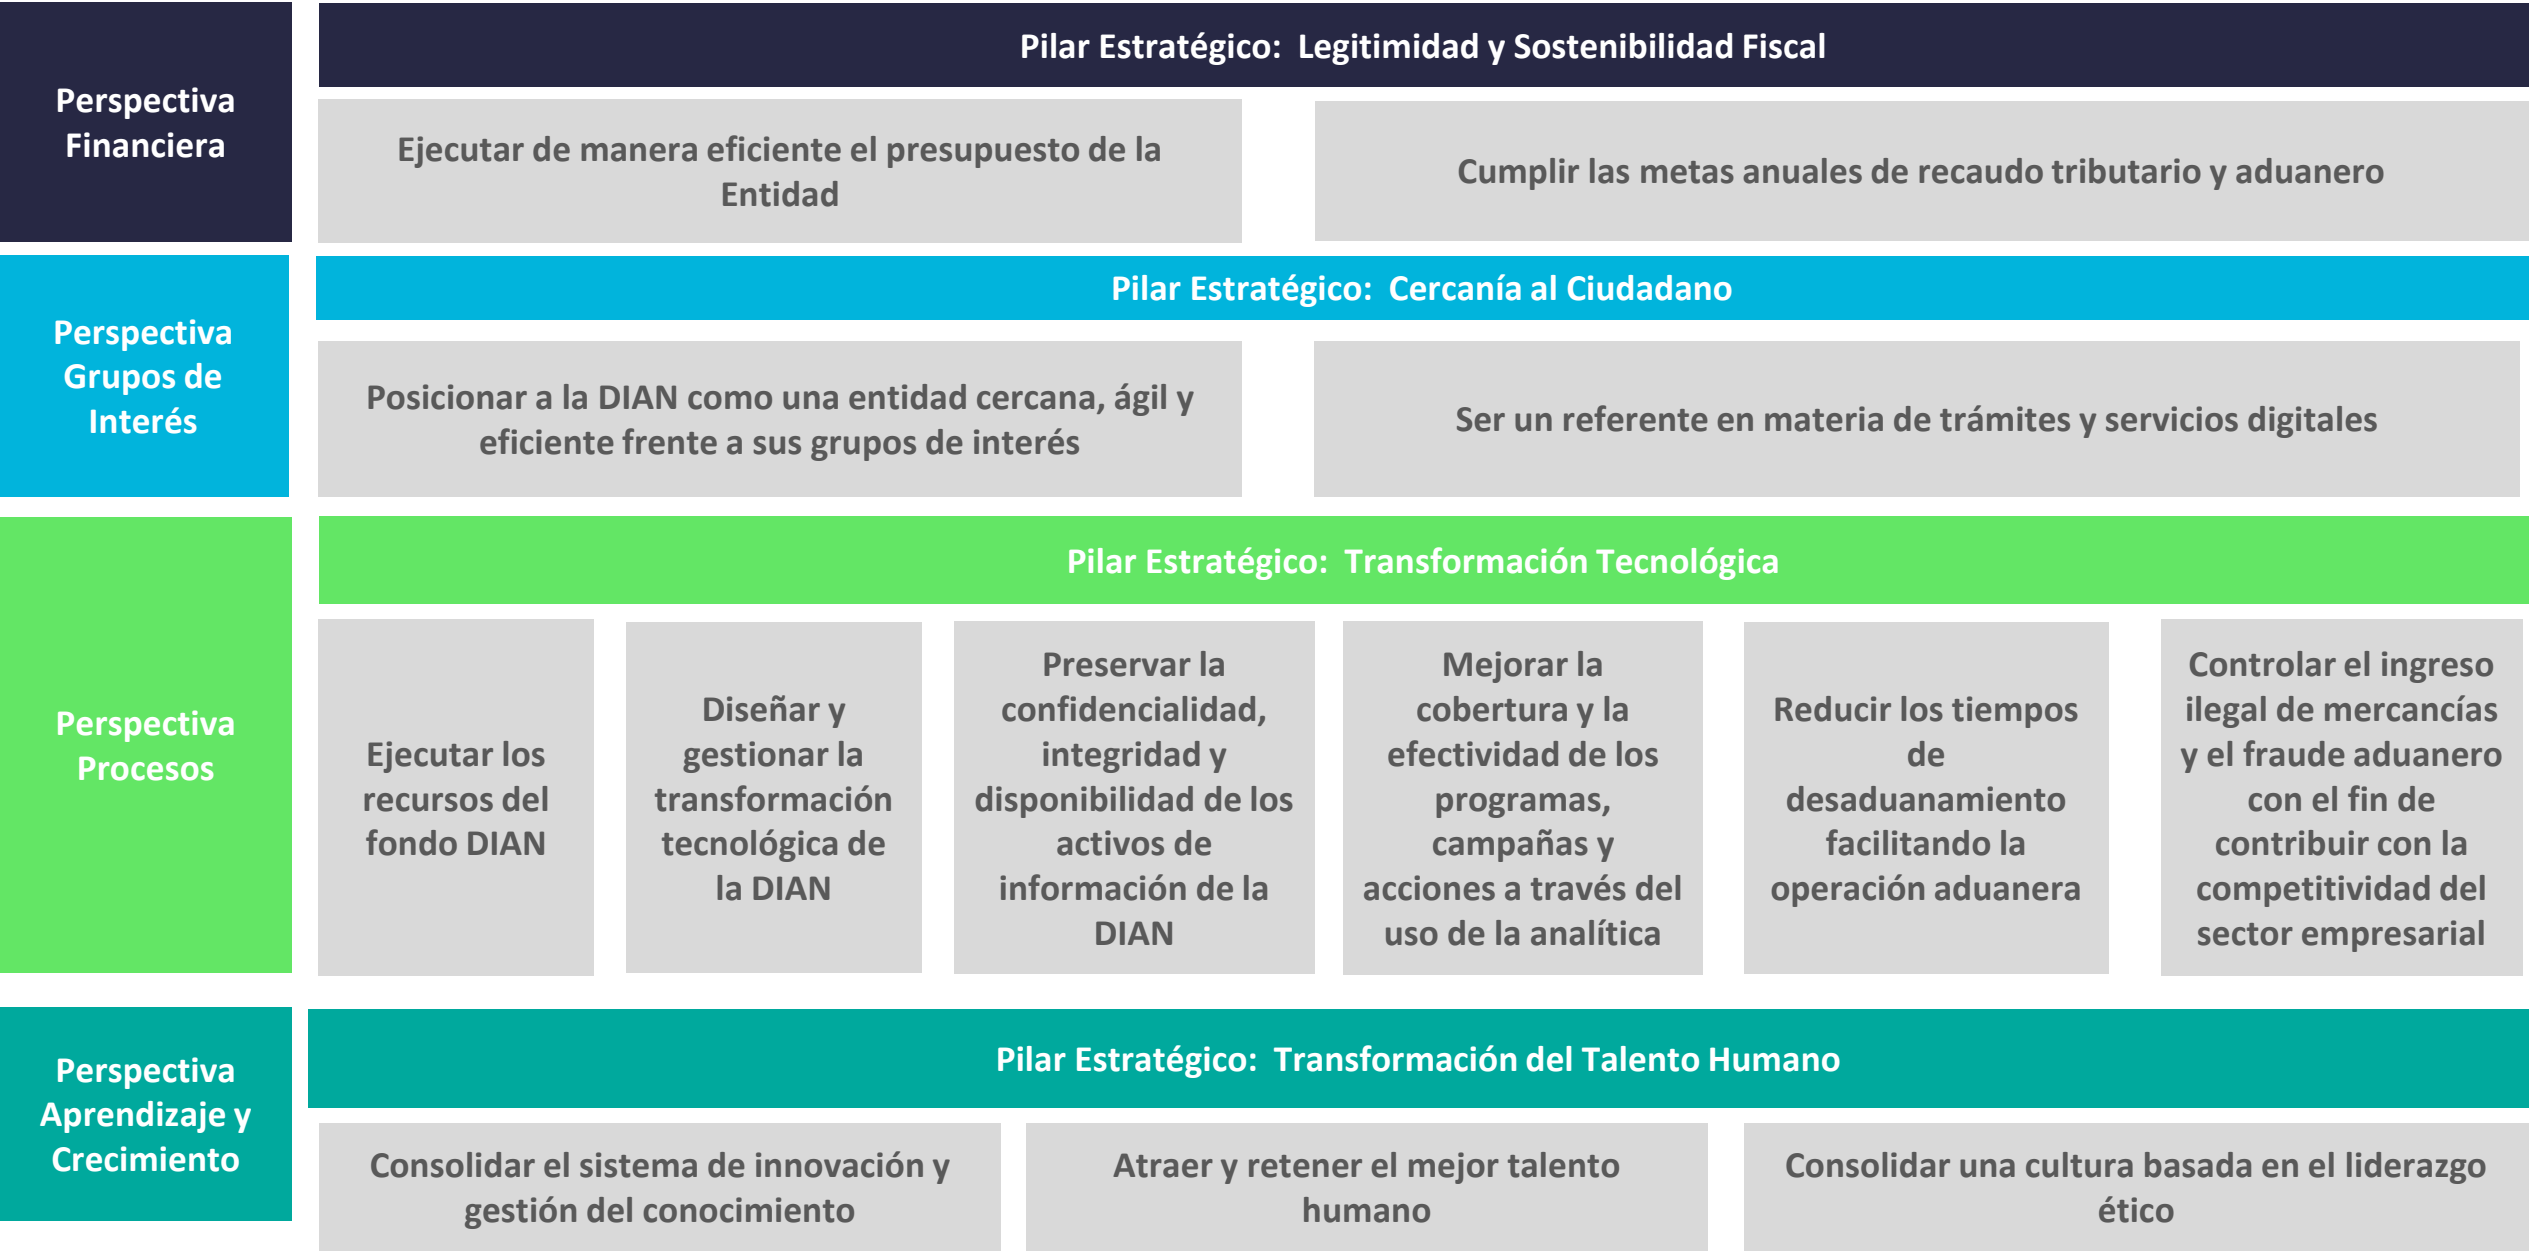 Perspectiva
Financiera
Pilar Estratégico:  Legitimidad y Sostenibilidad Fiscal
Ejecutar de manera eficiente el presupuesto de la
Entidad
Cumplir las metas anuales de recaudo tributario y aduanero
Perspectiva
Grupos de
Interés
Pilar Estratégico:  Cercanía al Ciudadano
Posicionar a la DIAN como una entidad cercana, ágil y
eficiente frente a sus grupos de interés
Ser un referente en materia de trámites y servicios digitales
Perspectiva
Procesos
Pilar Estratégico:  Transformación Tecnológica
Ejecutar los
recursos del
fondo DIAN
Diseñar y
gestionar la
transformación
tecnológica de
la DIAN
Preservar la
confidencialidad,
integridad y
disponibilidad de los
activos de
información de la
DIAN
Mejorar la
cobertura y la
efectividad de los
programas,
campañas y
acciones a través del
uso de la analítica
Reducir los tiempos
de
desaduanamiento
facilitando la
operación aduanera
Controlar el ingreso
ilegal de mercancías
y el fraude aduanero
con el fin de
contribuir con la
competitividad del
sector empresarial
Perspectiva
Aprendizaje y
Crecimiento
Pilar Estratégico:  Transformación del Talento Humano
Consolidar el sistema de innovación y
gestión del conocimiento
Atraer y retener el mejor talento
humano
Consolidar una cultura basada en el liderazgo
ético